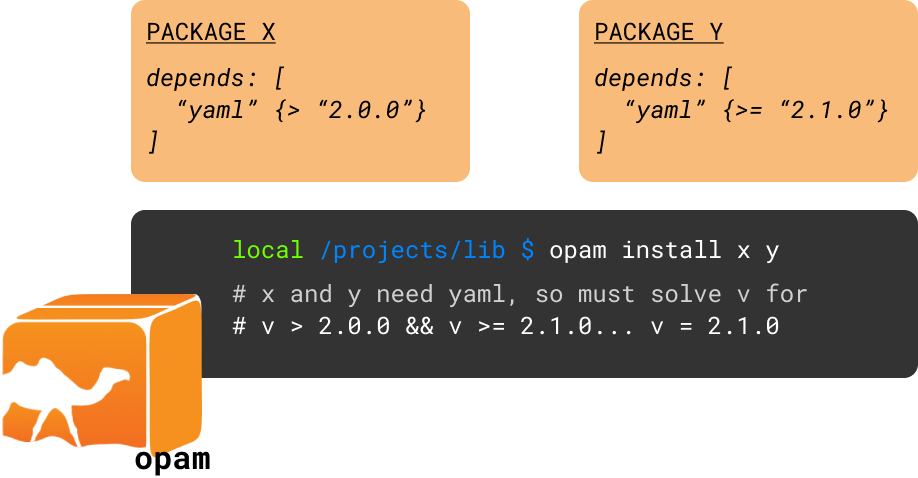 PACKAGE X
depends: [
“yaml” {> “2.0.0”}
]
PACKAGE Y
depends: [
“yaml” {>= “2.1.0”}
]
local /projects/lib $ opam install x y
# x and y need yaml, so must solve v for
# v > 2.0.0 && v >= 2.1.0... v = 2.1.0
opam